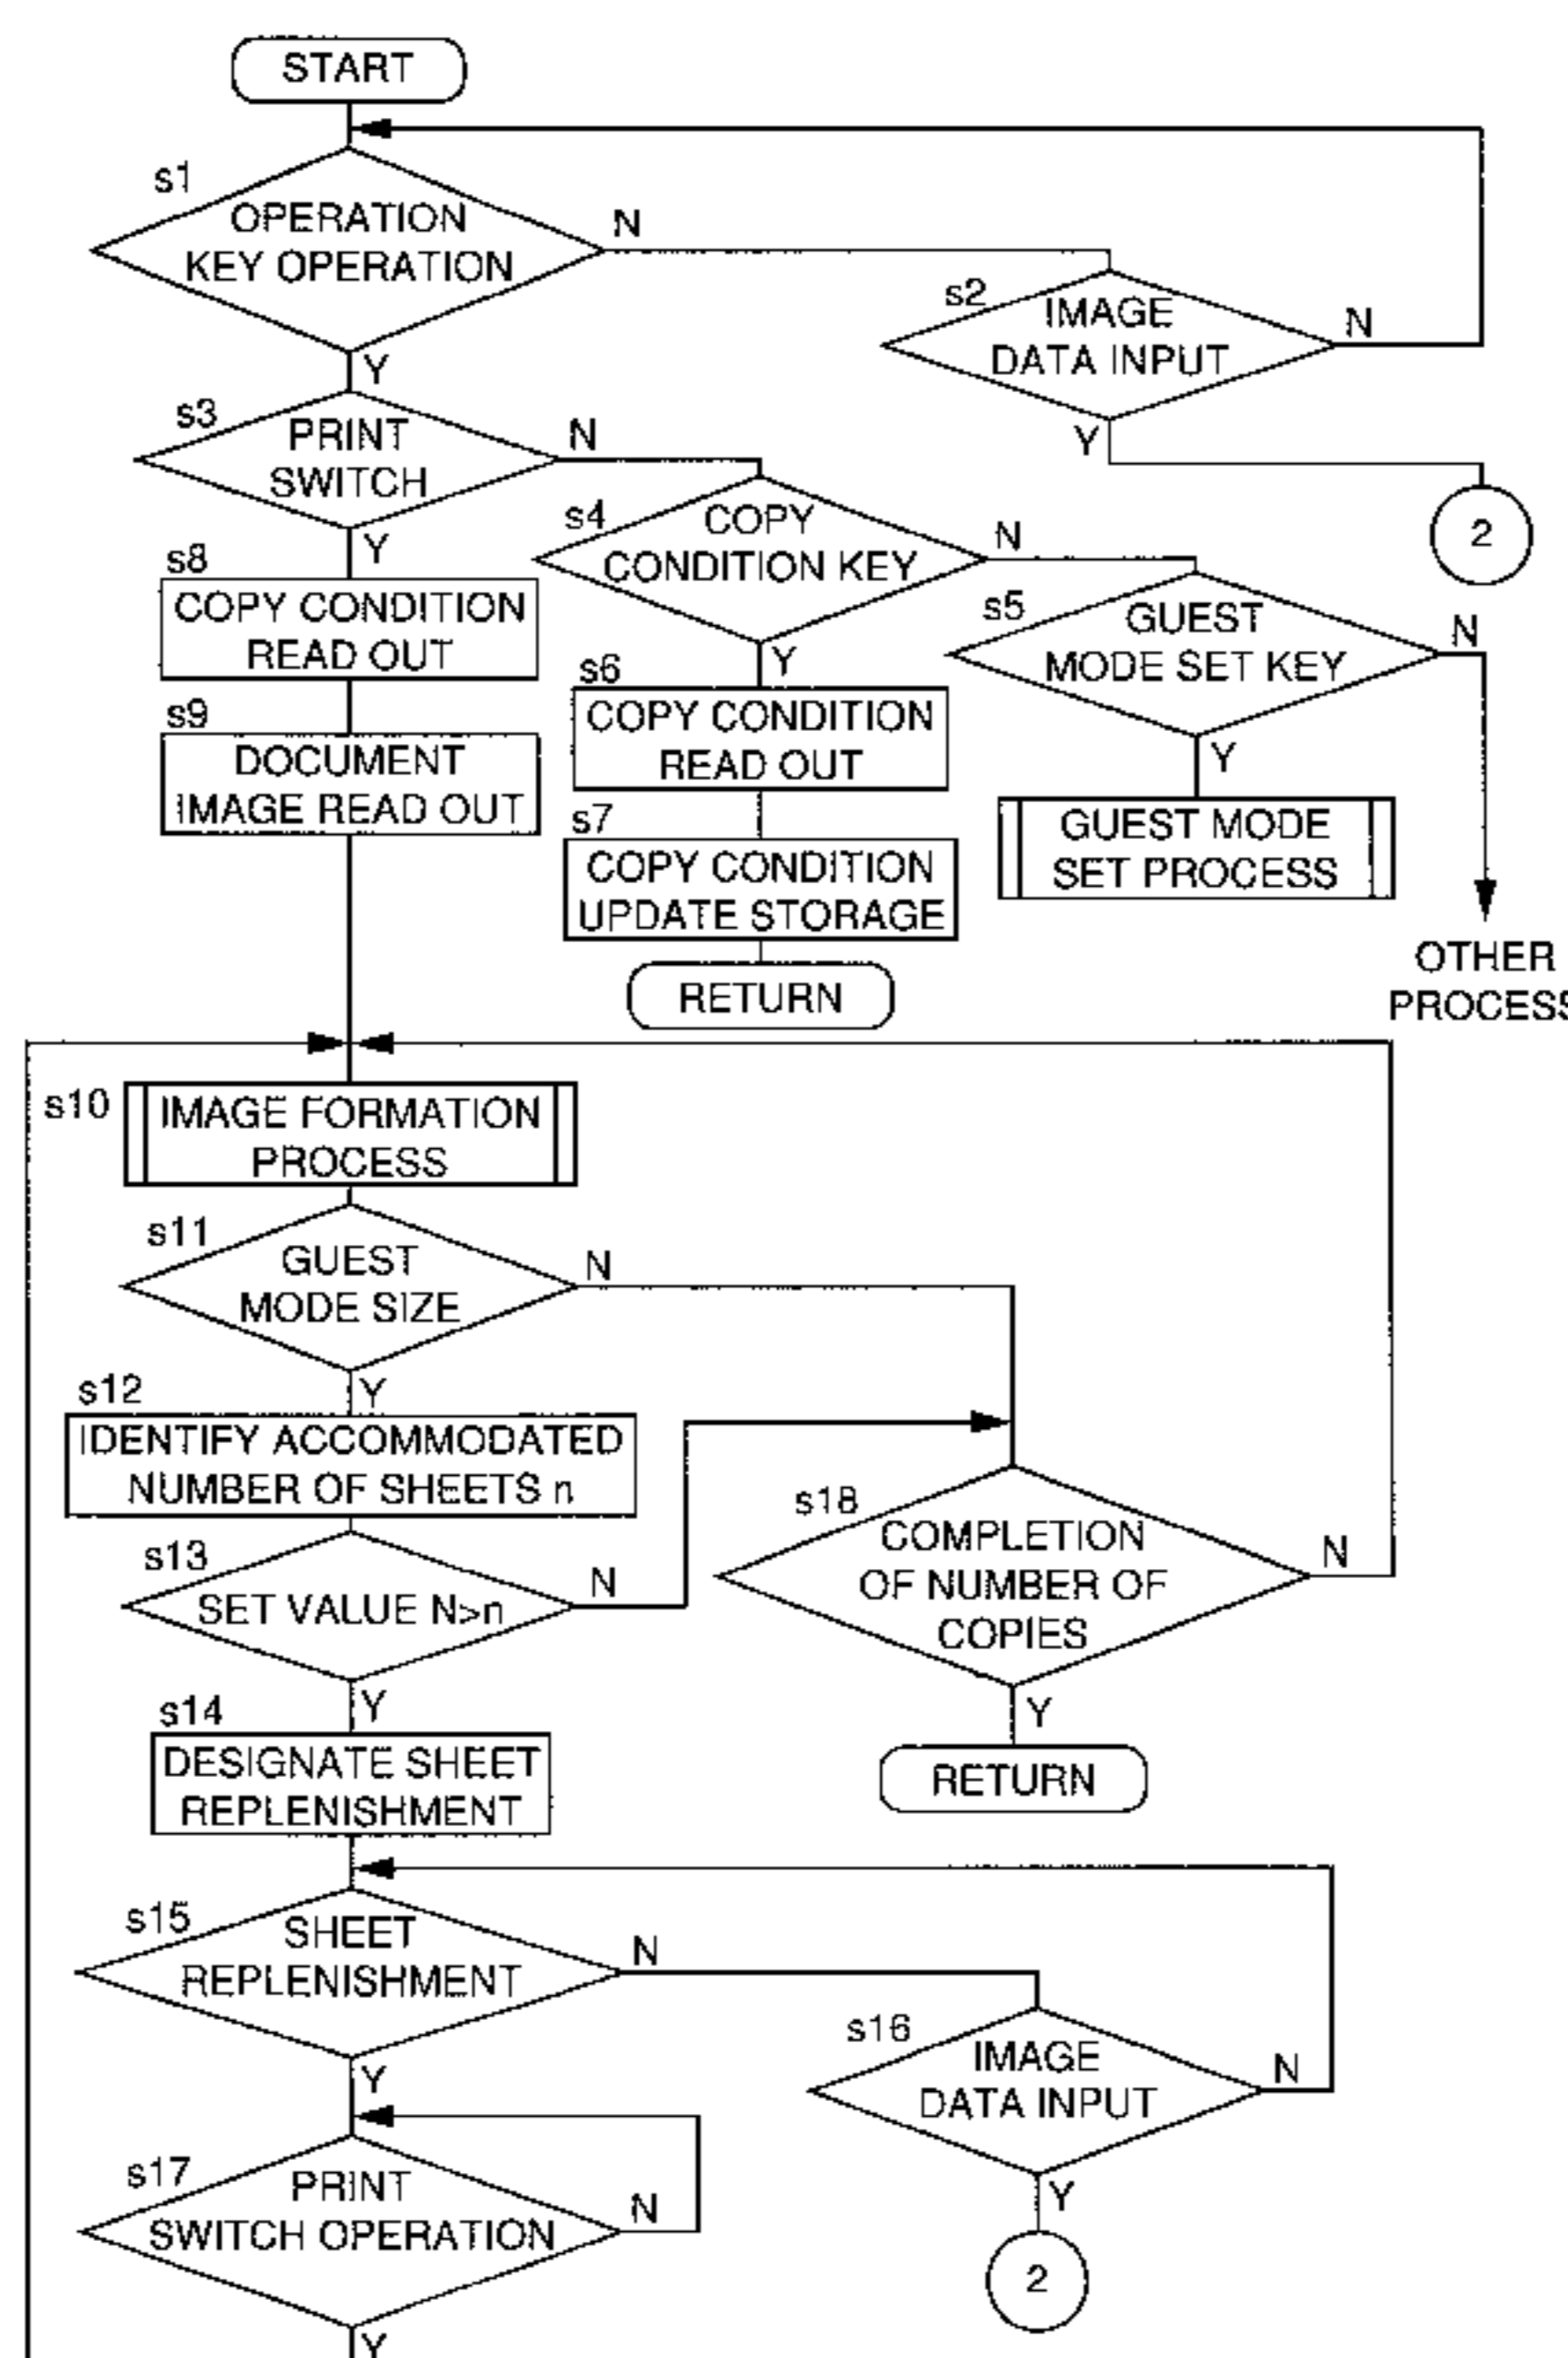 START
s1
OPERATION
KEY OPERATION
N
Y
s2
IMAGE
DATA INPUT
N
Y
2
s3
PRINT
SWITCH
N
Y
s4
COPY
CONDITION KEY
N
Y
s5
GUEST
MODE SET KEY
N
Y
GUEST MODE
SET PROCESS
OTHER
PROCESS
s6
COPY CONDITION
READ OUT
s7
COPY CONDITION
UPDATE STORAGE
RETURN
s8
COPY CONDITION
READ OUT
s9
DOCUMENT
IMAGE READ OUT
s10
IMAGE FORMATION
PROCESS
s11
GUEST
MODE SIZE
N
Y
s12
IDENTIFY ACCOMMODATED
NUMBER OF SHEETS n
s13
SET VALUE N>n
N
Y
s18
COMPLETION
OF NUMBER OF
COPIES
N
Y
RETURN
s14
DESIGNATE SHEET
REPLENISHMENT
s15
SHEET
REPLENISHMENT
N
Y
s16
IMAGE
DATA INPUT
N
Y
2
s17
PRINT
SWITCH OPERATION
N
Y